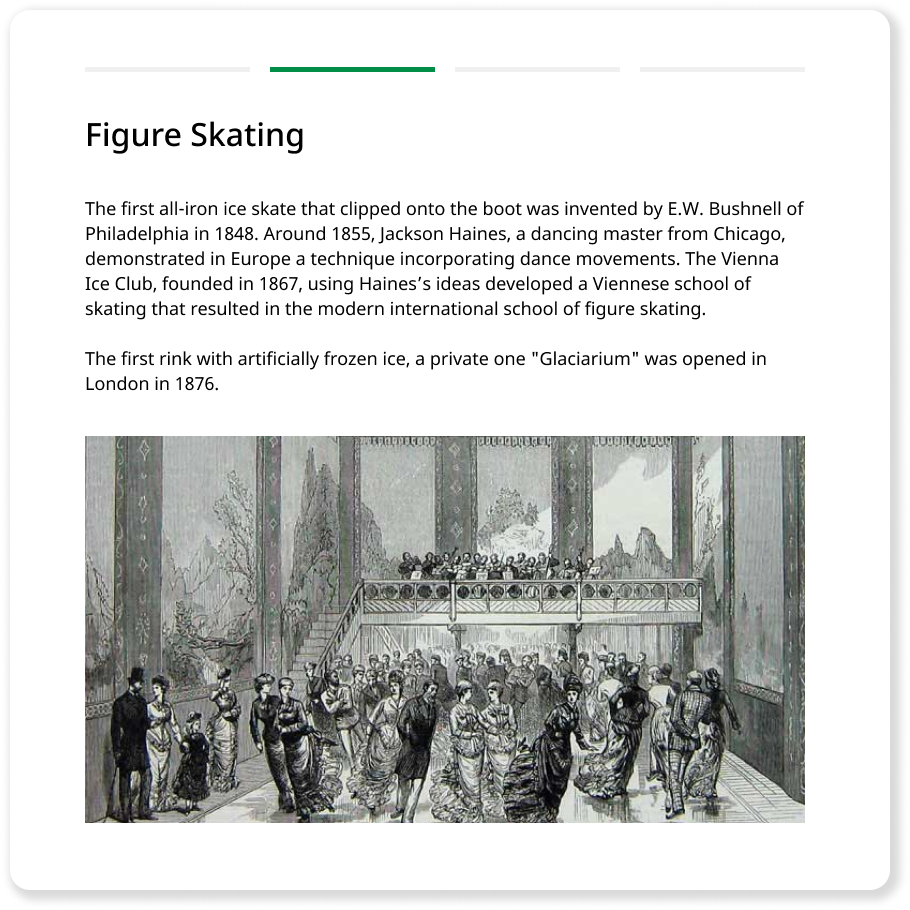 Figure Skating
The first all-iron ice skate that clipped onto the boot was invented by E.W. Bushnell of
Philadelphia in 1848. Around 1855, Jackson Haines, a dancing master from Chicago,
demonstrated in Europe a technique incorporating dance movements. The Vienna
Ice Club, founded in 1867, using Haines’s ideas developed a Viennese school of
skating that resulted in the modern international school of figure skating.
The first rink with artificially frozen ice, a private one "Glaciarium" was opened in
London in 1876.